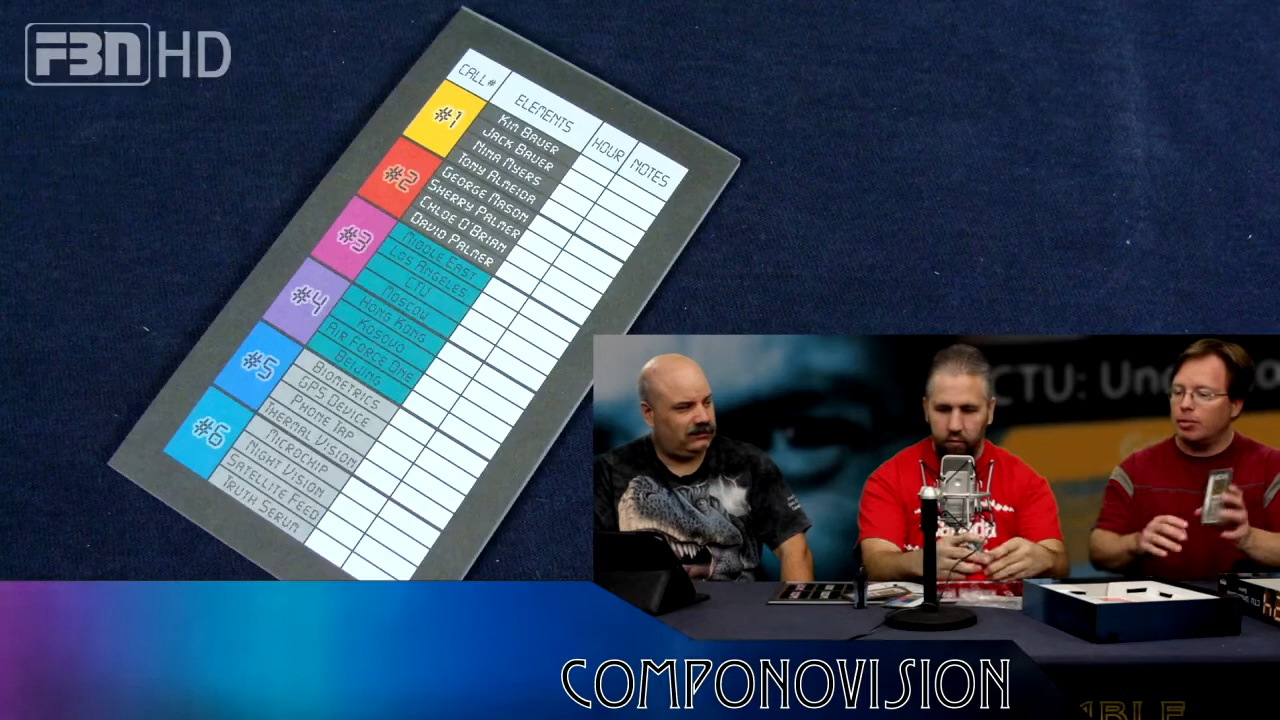 FBN HD
CALL# ELEMENTS HOUR NOTES
#1
#2
#3
#4
#5
#6
KIM BAUER
JACK BAUER
NINA MYERS
TONY ALMEIDA
GEORGE MASON
SHERRY PALMER
CHLOE O'BRIAN
DAVID PALMER
MIDDLE EAST
LOS ANGELES
CTU
MOSCOW
HONG KONG
KOSOVO
AIR FORCE ONE
BEIJING
BIOMETRICS
GPS DEVICE
PHONE TAP
THERMAL VISION
MICROCHIP
NIGHT VISION
SATELLITE FEED
TRUTH SERUM
CTU:
COMPONOVISION